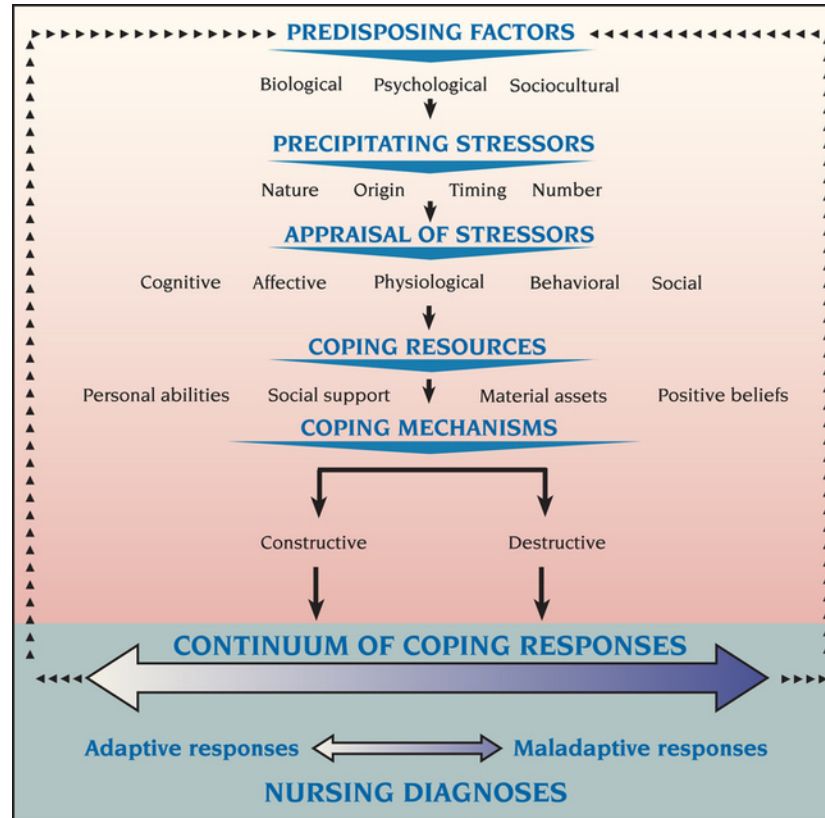 PREDISPOSING FACTORS
Biological Psychological Sociocultural
PRECIPITATING STRESSORS
Nature Origin Timing Number
APPRAISAL OF STRESSORS
Cognitive Affective Physiological Behavioral Social
COPING RESOURCES
Personal abilities Social support Material assets Positive beliefs
COPING MECHANISMS
Constructive Destructive
CONTINUUM OF COPING RESPONSES
Adaptive responses Maladaptive responses
NURSING DIAGNOSES